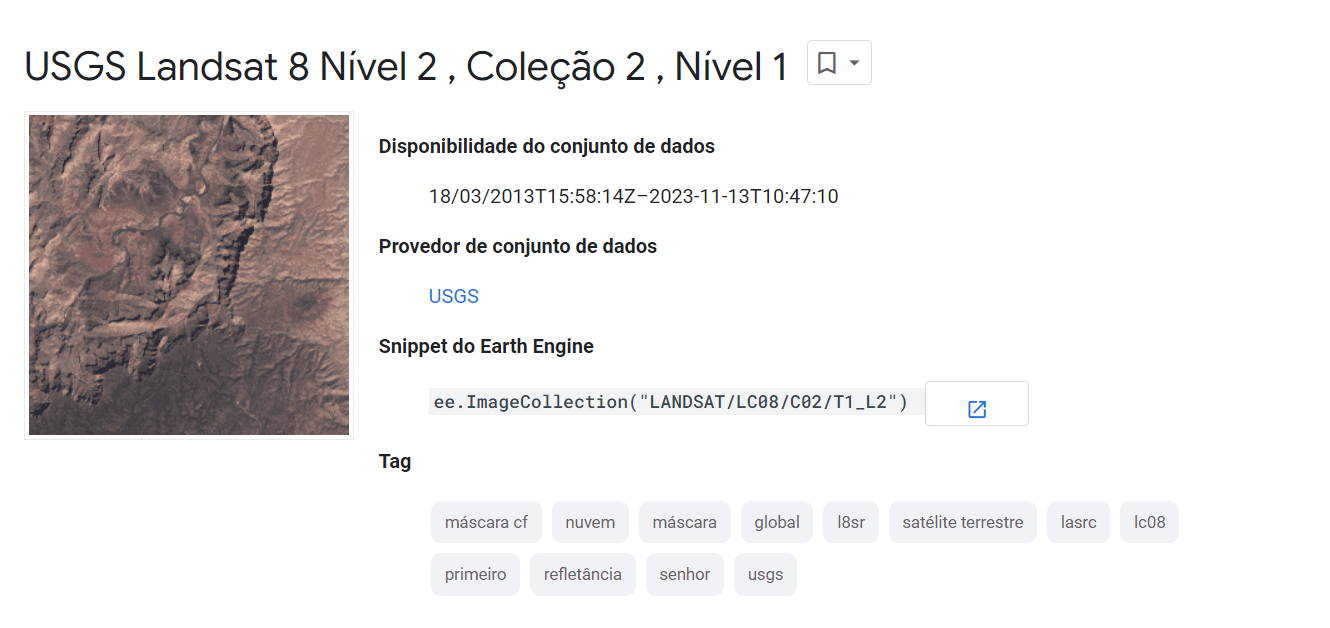 USGS Landsat 8 Nível 2 , Coleção 2 , Nível 1
Disponibilidade do conjunto de dados
18/03/2013T15:58:14Z–2023-11-13T10:47:10
Provedor de conjunto de dados
USGS
Snippet do Earth Engine
ee.ImageCollection("LANDSAT/LC08/C02/T1_L2")
Tag
máscara cf nuvem máscara global l8sr satélite terrestre lasrc lc08
primeiro refletância senhor usgs